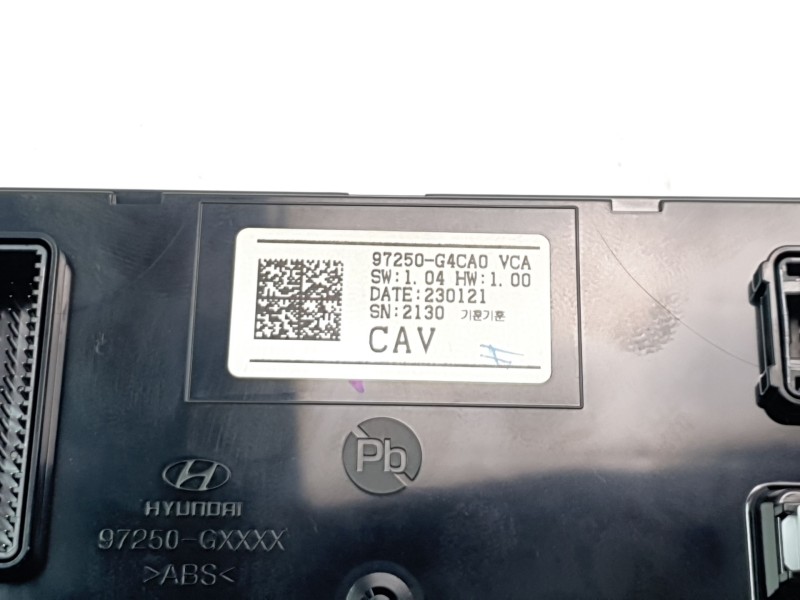 97250-G4CA0 VCA
SW:1.04 HW:1.00
DATE:230121
SN:2130 기훈기훈
CAV
Pb
HYUNDAI
97250-GXXXX
>ABS<